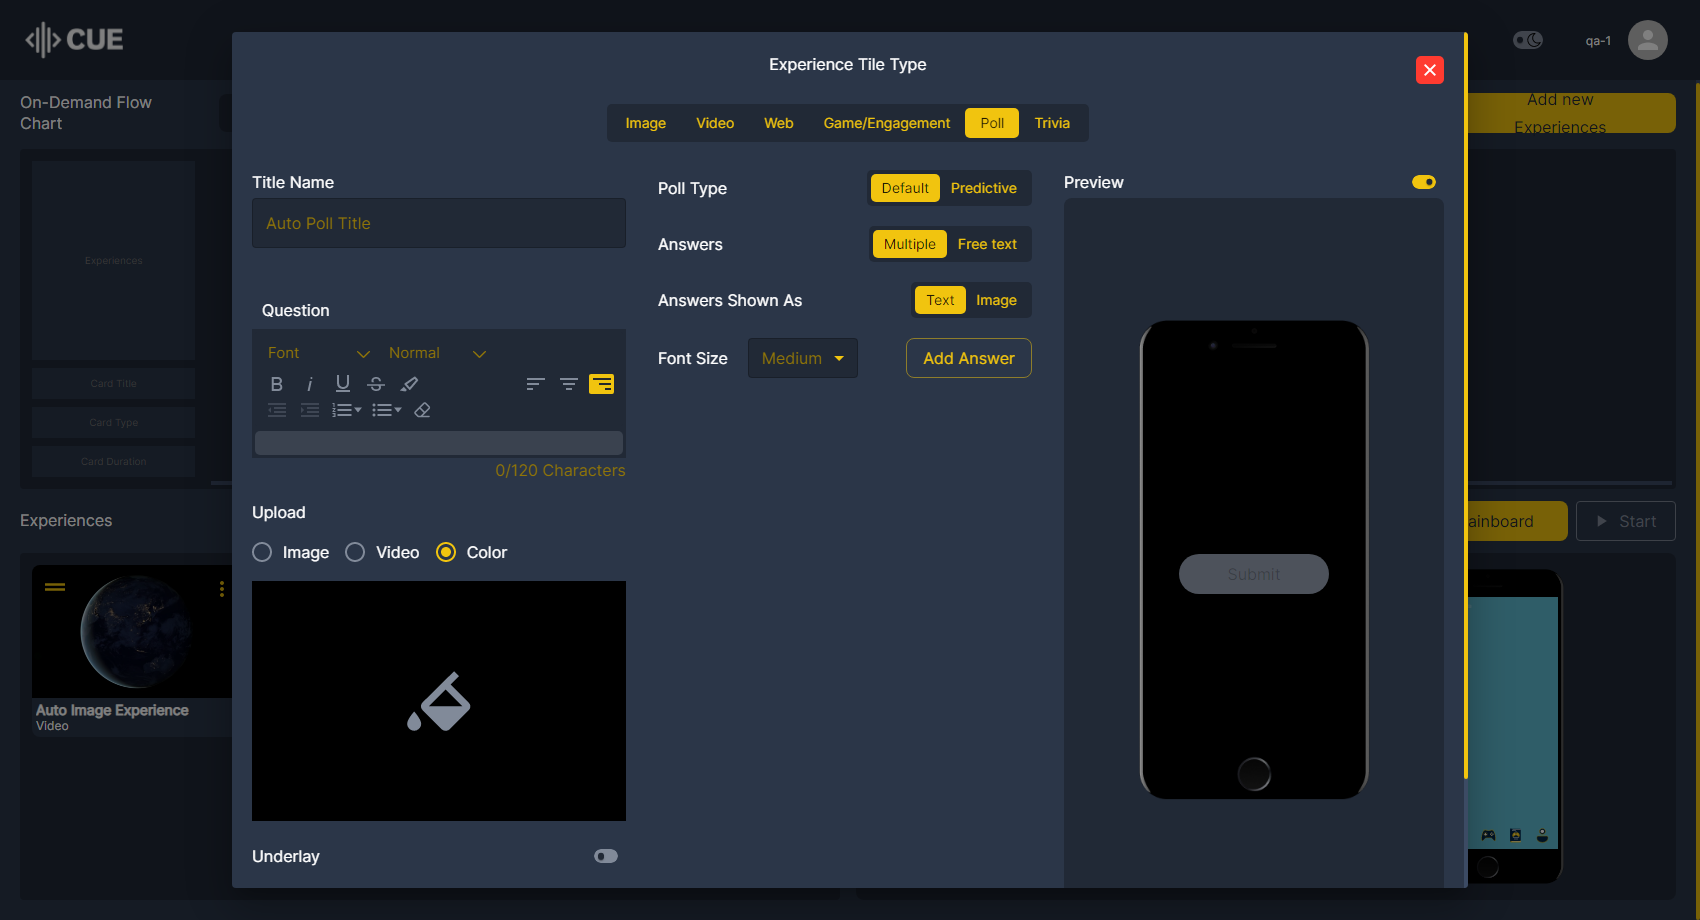 CUE
qa-1
On-Demand Flow
Chart
Add new
Experiences
Experiences
Card Title
Card Type
Card Duration
Experiences
ainboard
Start
Auto Image Experience
Video
Experience Tile Type
Image Video Web Game/Engagement Poll Trivia
Title Name
Auto Poll Title
Question
Font Normal
B i U S
0/120 Characters
Upload
Image Video Color
Underlay
Poll Type Default Predictive
Answers Multiple Free text
Answers Shown As Text Image
Font Size Medium Add Answer
Preview
Submit